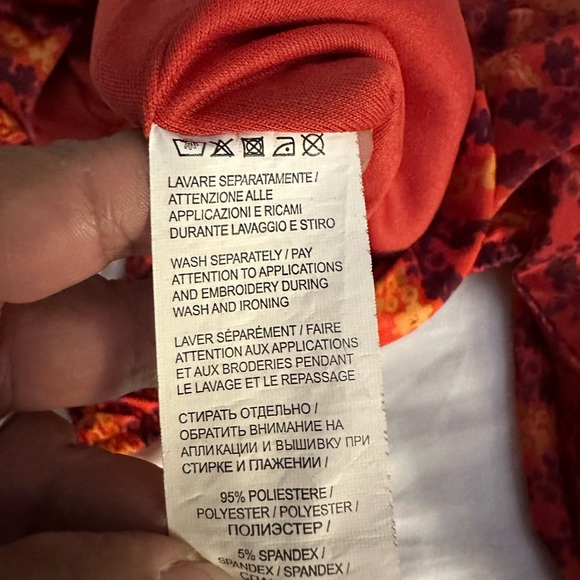 LAVARE SEPARATAMENTE /
ATTENZIONE ALLE
APPLICAZIONI E RICAMI
DURANTE LAVAGGIO E STIRO
WASH SEPARATELY / PAY
ATTENTION TO APPLICATIONS
AND EMBROIDERY DURING
WASH AND IRONING
LAVER SÉPARÉMENT / FAIRE
ATTENTION AUX APPLICATIONS
ET AUX BRODERIES PENDANT
LE LAVAGE ET LE REPASSAGE
СТИРАТЬ ОТДЕЛЬНО /
ОБРАТИТЬ ВНИМАНИЕ НА
АПЛИКАЦИИ И ВЫШИВКУ ПРИ
СТИРКЕ И ГЛАЖЕНИИ /
95% POLIESTERE /
POLYESTER / POLYESTER /
ПОЛИЭСТЕР /
5% SPANDEX /
SPANDEX / SPANDEX /